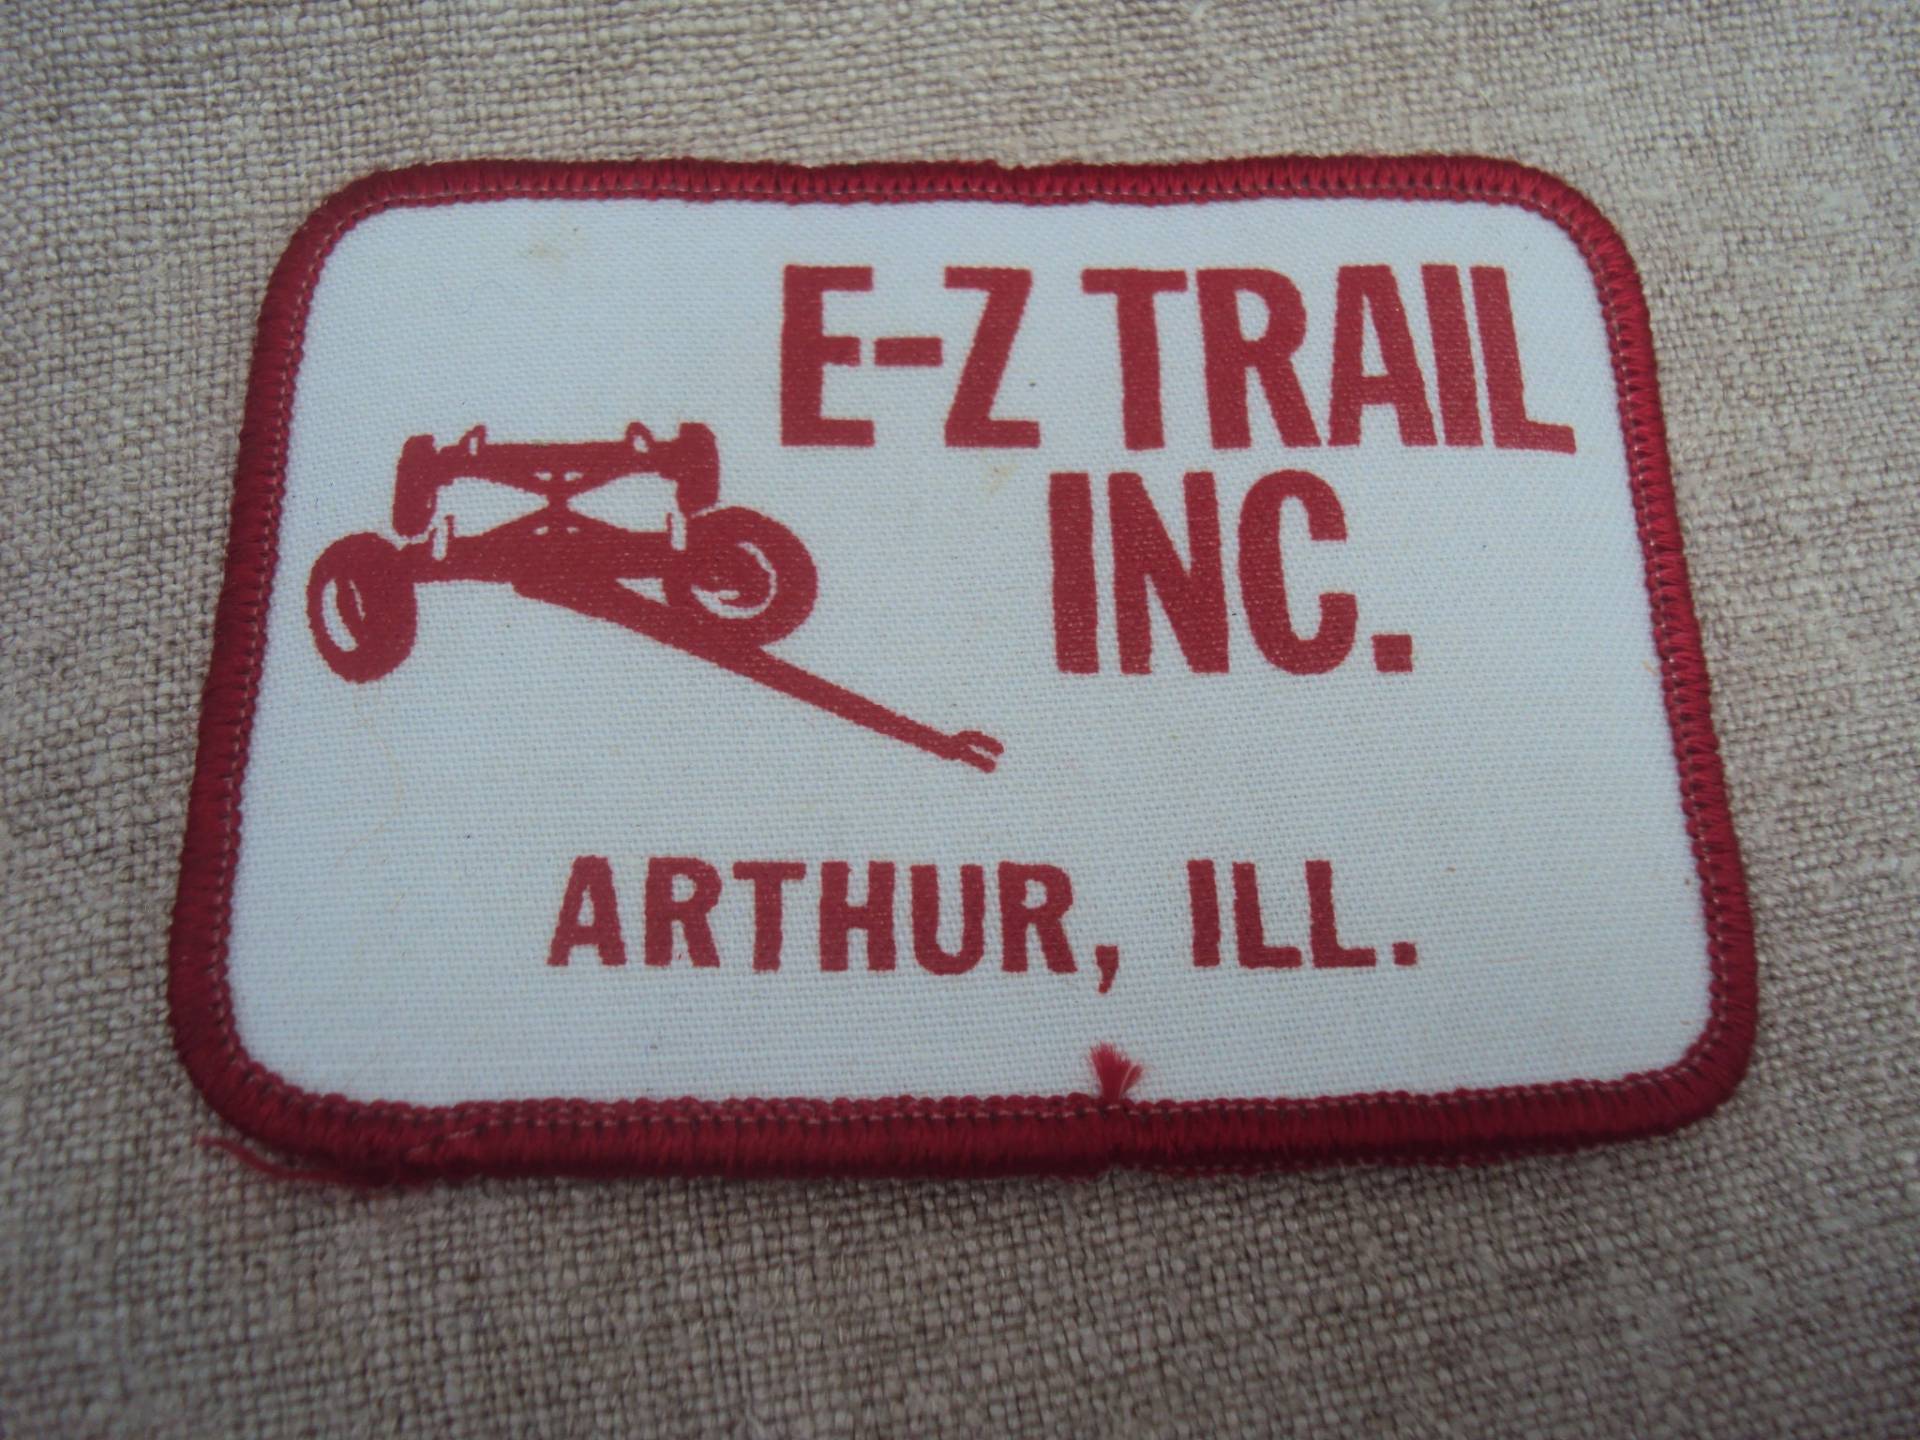 E-Z TRAIL
INC.
ARTHUR, ILL.